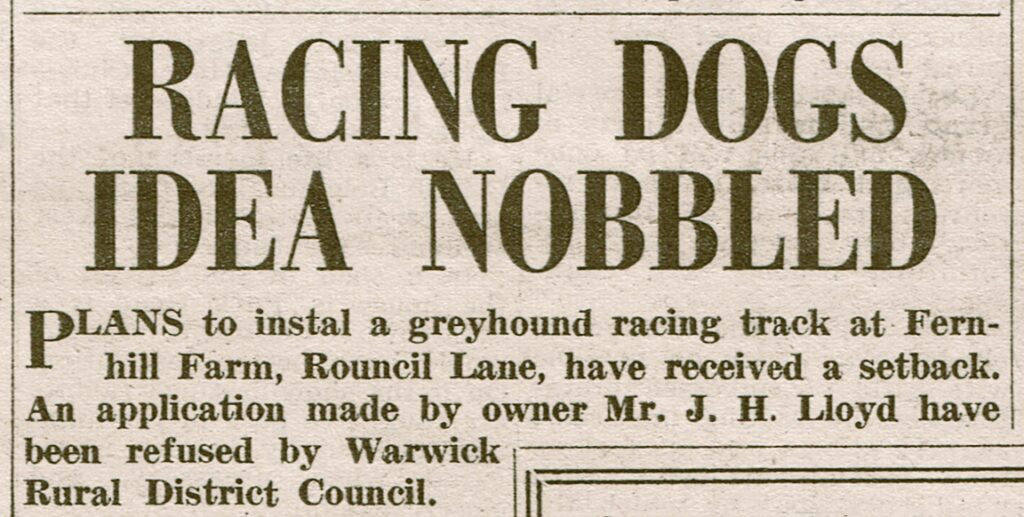 RACING DOGS
IDEA NOBBLED
PLANS to instal a greyhound racing track at Fern-
hill Farm, Rouncil Lane, have received a setback.
An application made by owner Mr. J. H. Lloyd have
been refused by Warwick
Rural District Council.